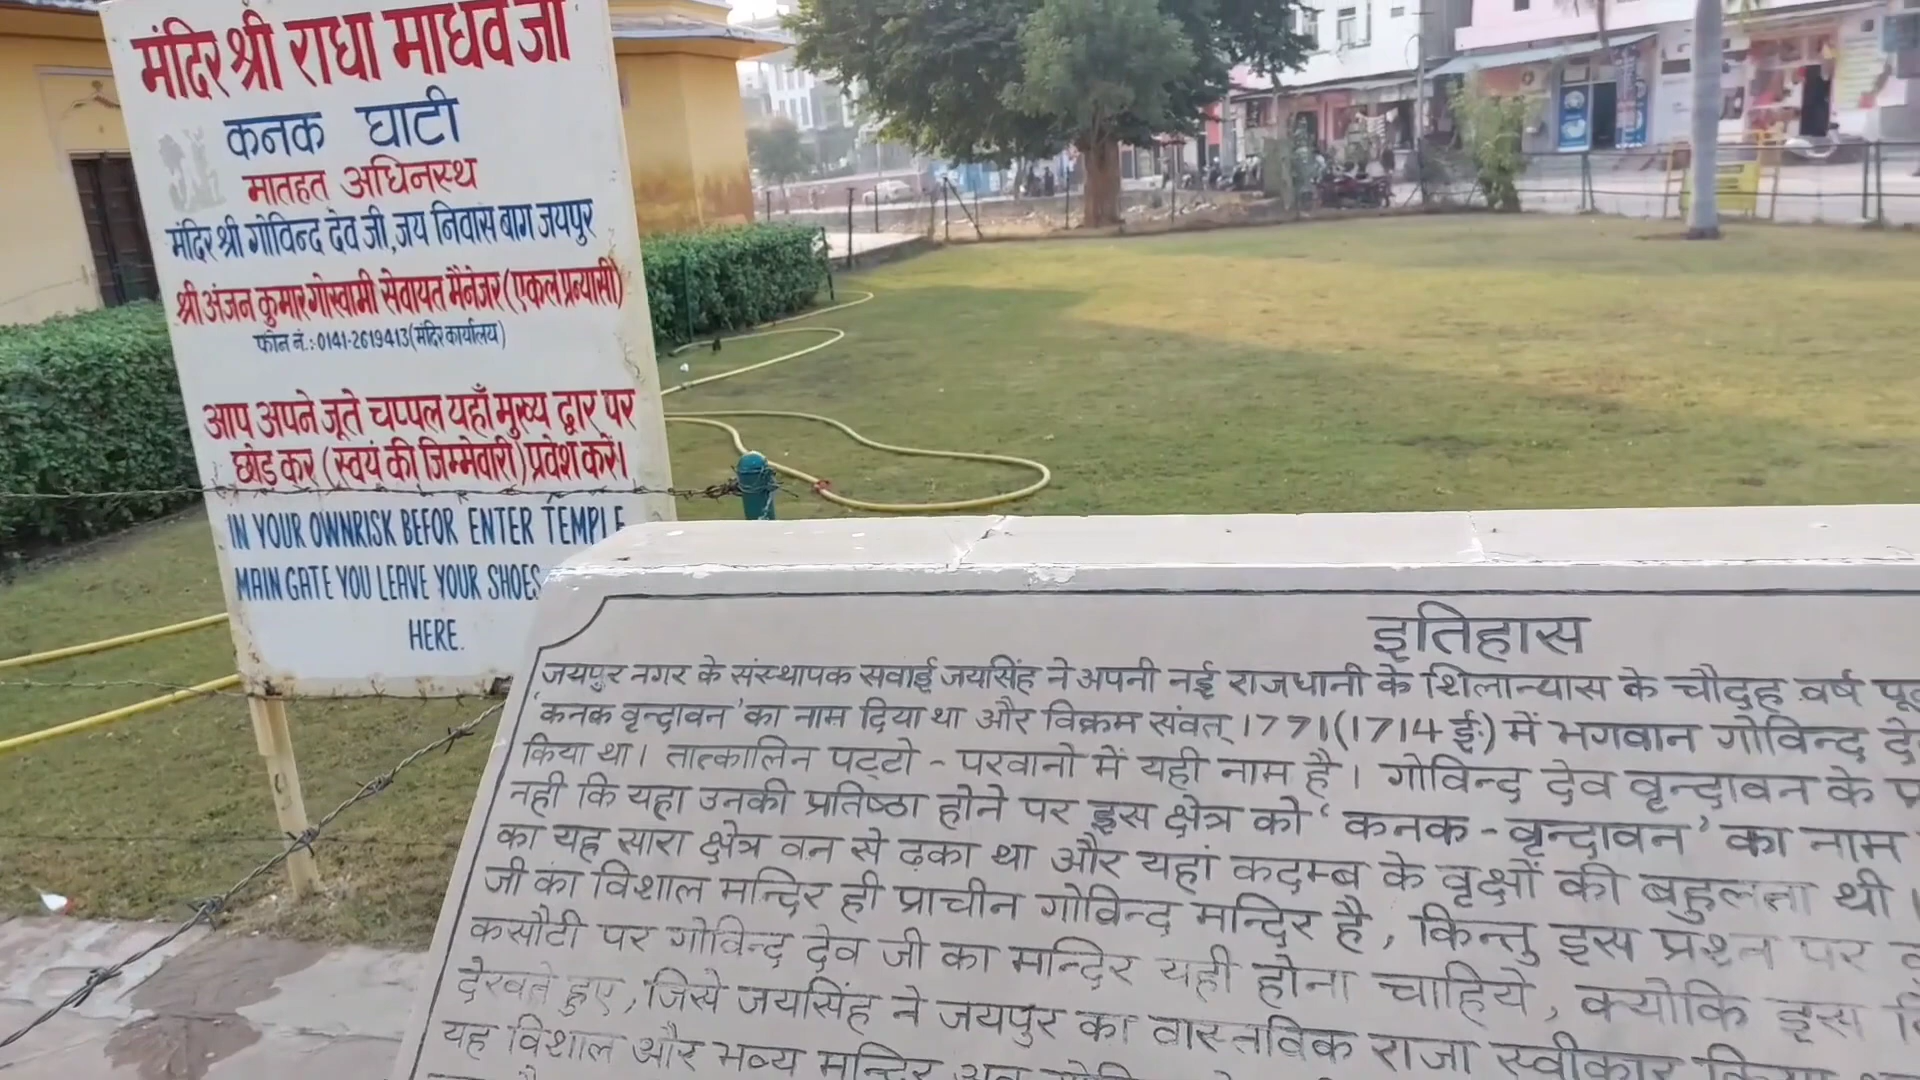 मंदिर श्री राधा माधव जी
कनक घाटी
मातहत अधिनस्थ
मंदिर श्री गोविन्द देव जी, जय निवास बाग जयपुर
श्री अंजन कुमार गोस्वामी सेवायत मैनेजर (एकल प्रन्यासी)
फोन नं.:-0141-2619413 (मंदिर कार्यालय)
आप अपने जूते चप्पल यहाँ मुख्य द्वार पर
छोड़ कर (स्वयं की जिम्मेवारी) प्रवेश करें।
IN YOUR OWNRISK BEFOR ENTER TEMPLE
MAIN GATE YOU LEAVE YOUR SHOES
HERE.
इतिहास
जयपुर नगर के संस्थापक सवाई जयसिंह ने अपनी नई राजधानी के शिलान्यास के चौदह वर्ष
'कनक वृन्दावन' का नाम दिया था और विक्रम संवत् 1771(1714 ई.) में भगवान गोविन्द
किया था। तात्कालिन पट्टो - परवानो में यही नाम है। गोविन्द देव वृन्दावन के
नही कि यहा उनकी प्रतिष्ठा होने पर इस क्षेत्र को 'कनक - वृन्दावन' का नाम
का यह सारा क्षेत्र वन से ढ़का था और यहां कदम्ब के वृक्षों की बहुलता थी।
जी का विशाल मन्दिर ही प्राचीन गोविन्द मन्दिर है, किन्तु इस प्रश्न पर
कसौटी पर गोविन्द देव जी का मन्दिर यही होना चाहिये, क्योकि इस
देखते हुए, जिसे जयसिंह ने जयपुर का वास्तविक राजा स्वीकार किया
यह विशाल और भव्य मन्दिर